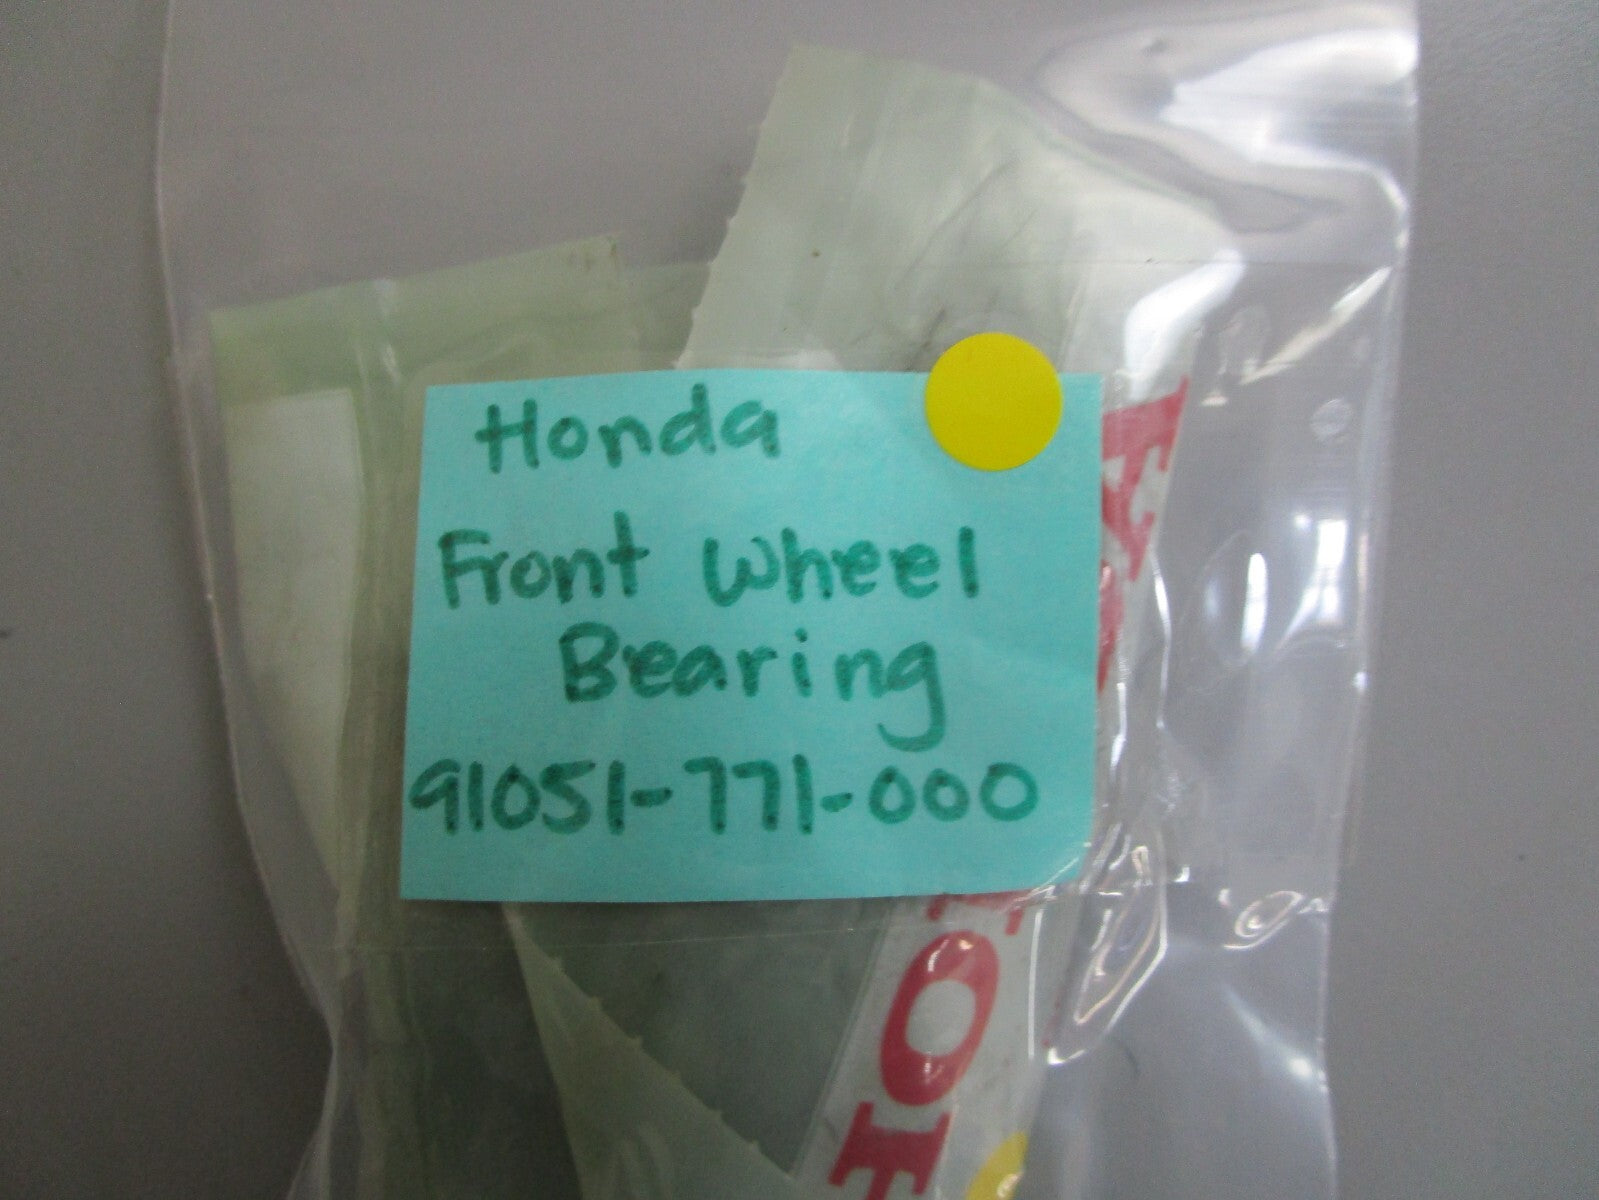 Honda
Front Wheel
Bearing
91051-771-000